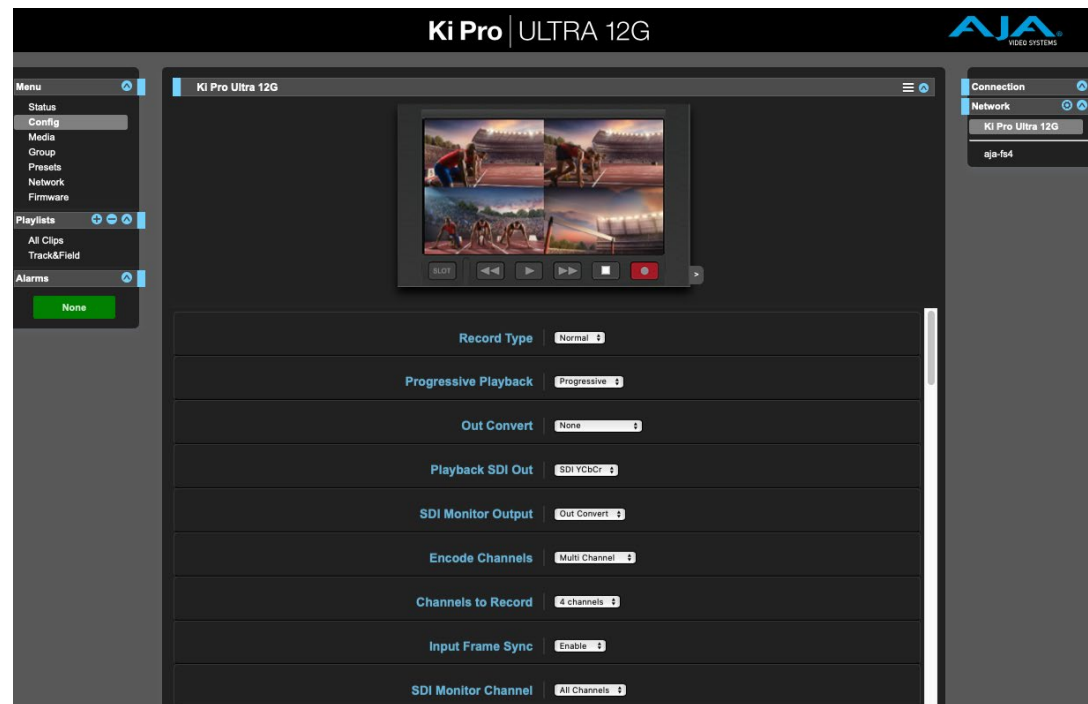 Ki Pro ULTRA 12G
AJA
VIDEO SYSTEMS
Menu
Status
Config
Media
Group
Presets
Network
Firmware
Playlists
All Clips
Track&Field
Alarms
None
Ki Pro Ultra 12G
SLOT
Record Type Normal
Progressive Playback Progressive
Out Convert None
Playback SDI Out SDI YCbCr
SDI Monitor Output Out Convert
Encode Channels Multi Channel
Channels to Record 4 channels
Input Frame Sync Enable
SDI Monitor Channel All Channels
Connection
Network
Ki Pro Ultra 12G
aja-fs4